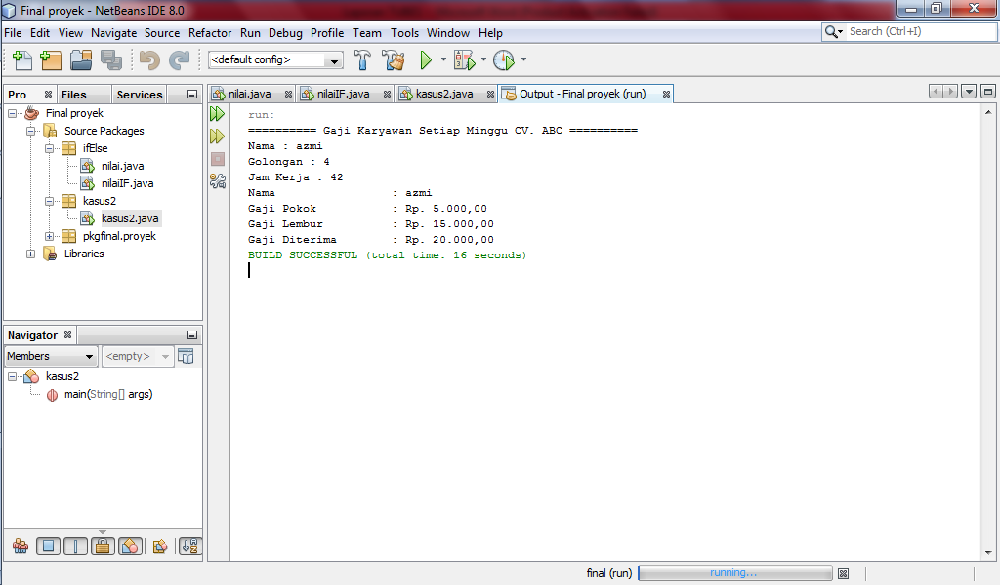 Final proyek - NetBeans IDE 8.0
File Edit View Navigate Source Refactor Run Debug Profile Team Tools Window Help
Search (Ctrl+I)
<default config>
Pro... Files Services
nilai.java nilaiIF.java kasus2.java Output - Final proyek (run)
Final proyek
Source Packages
ifElse
nilai.java
nilaiIF.java
kasus2
kasus2.java
pkgfinal.proyek
Libraries
run:
========== Gaji Karyawan Setiap Minggu CV. ABC ==========
Nama : azmi
Golongan : 4
Jam Kerja : 42
Nama : azmi
Gaji Pokok : Rp. 5.000,00
Gaji Lembur : Rp. 15.000,00
Gaji Diterima : Rp. 20.000,00
BUILD SUCCESSFUL (total time: 16 seconds)
Navigator
Members <empty>
kasus2
main(String[] args)
final (run) running...